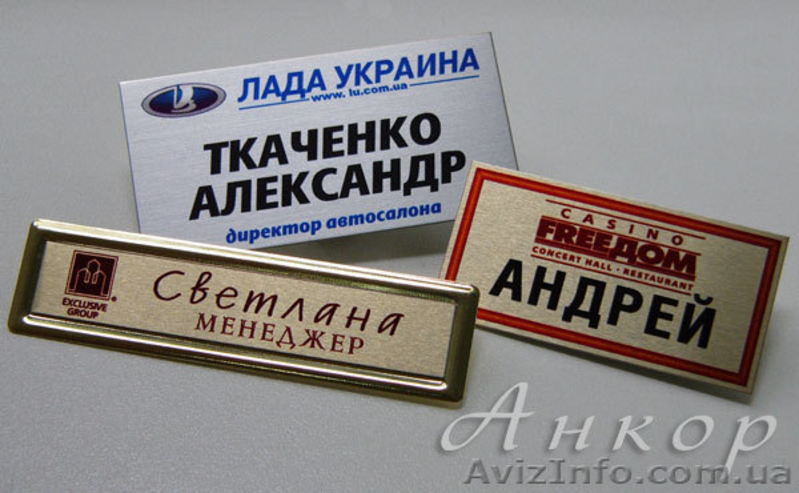 ЛАДА УКРАИНА
www.lu.com.ua
ТКАЧЕНКО
АЛЕКСАНДР
директор автосалона
CASINO
FREEДОМ
CONCERT HALL • RESTAURANT
АНДРЕЙ
EXCLUSIVE
GROUP®
Светлана
МЕНЕДЖЕР
Анкор
AvizInfo.com.ua